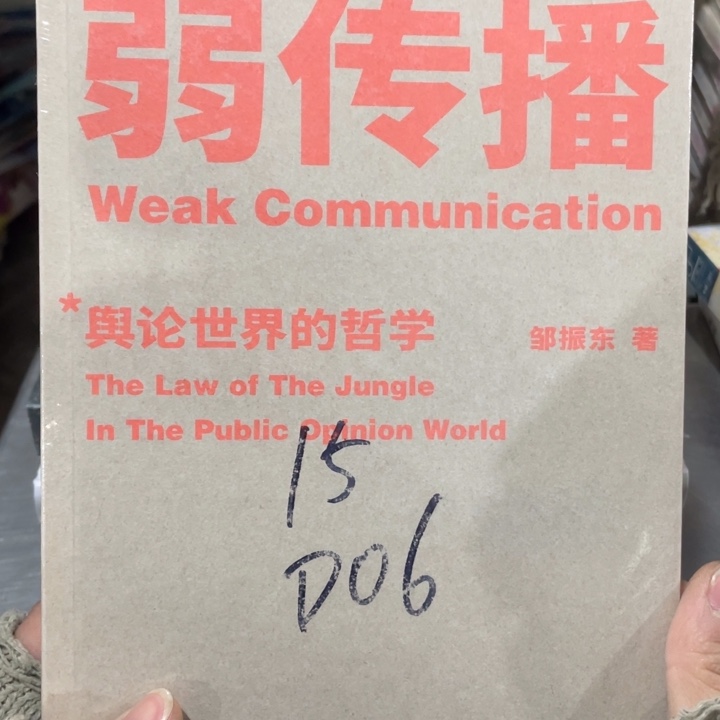 弱传播
Weak Communication
*舆论世界的哲学
邹振东 著
The Law of The Jungle
In The Public Opinion World
15
D06